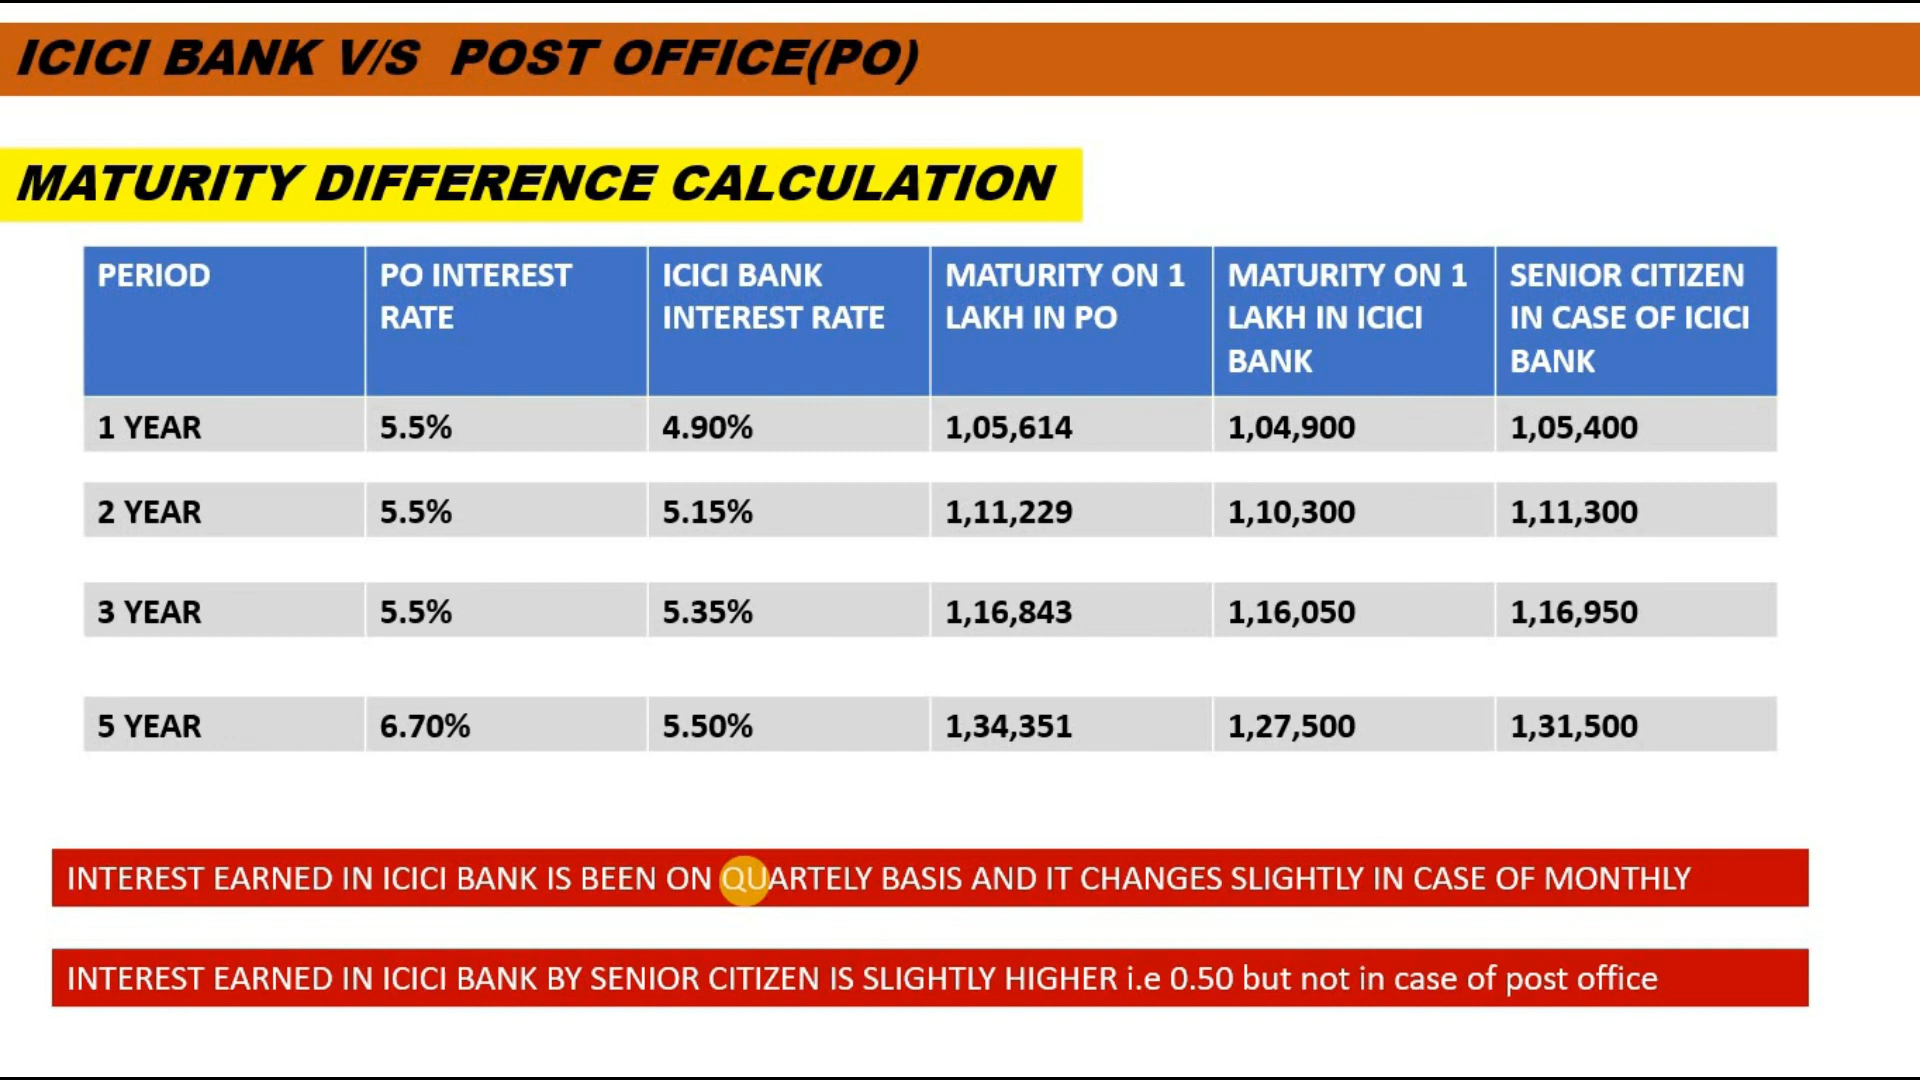 ICICI BANK V/S POST OFFICE(PO)
MATURITY DIFFERENCE CALCULATION
PERIOD
PO INTEREST
RATE
ICICI BANK
INTEREST RATE
MATURITY ON 1
LAKH IN PO
MATURITY ON 1
LAKH IN ICICI
BANK
SENIOR CITIZEN
IN CASE OF ICICI
BANK
1 YEAR 5.5% 4.90% 1,05,614 1,04,900 1,05,400
2 YEAR 5.5% 5.15% 1,11,229 1,10,300 1,11,300
3 YEAR 5.5% 5.35% 1,16,843 1,16,050 1,16,950
5 YEAR 6.70% 5.50% 1,34,351 1,27,500 1,31,500
INTEREST EARNED IN ICICI BANK IS BEEN ON QUARTELY BASIS AND IT CHANGES SLIGHTLY IN CASE OF MONTHLY
INTEREST EARNED IN ICICI BANK BY SENIOR CITIZEN IS SLIGHTLY HIGHER i.e 0.50 but not in case of post office